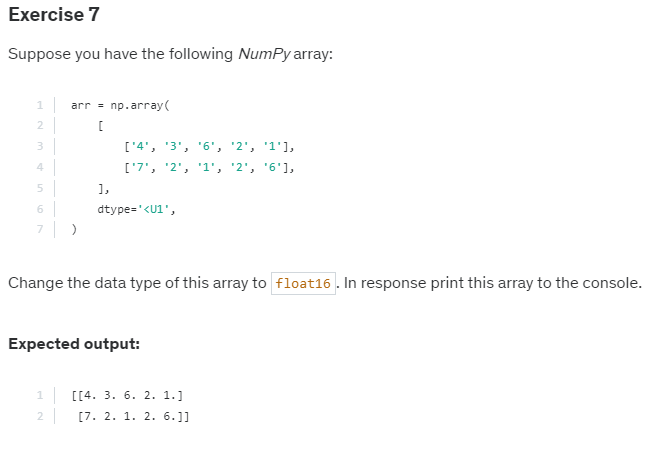 Exercise 7
Suppose you have the following NumPy array:
1 arr = np.array(
2     [
3         ['4', '3', '6', '2', '1'],
4         ['7', '2', '1', '2', '6'],
5     ],
6     dtype='<U1',
7 )
Change the data type of this array to float16 . In response print this array to the console.
Expected output:
1 [[4. 3. 6. 2. 1.]
2  [7. 2. 1. 2. 6.]]